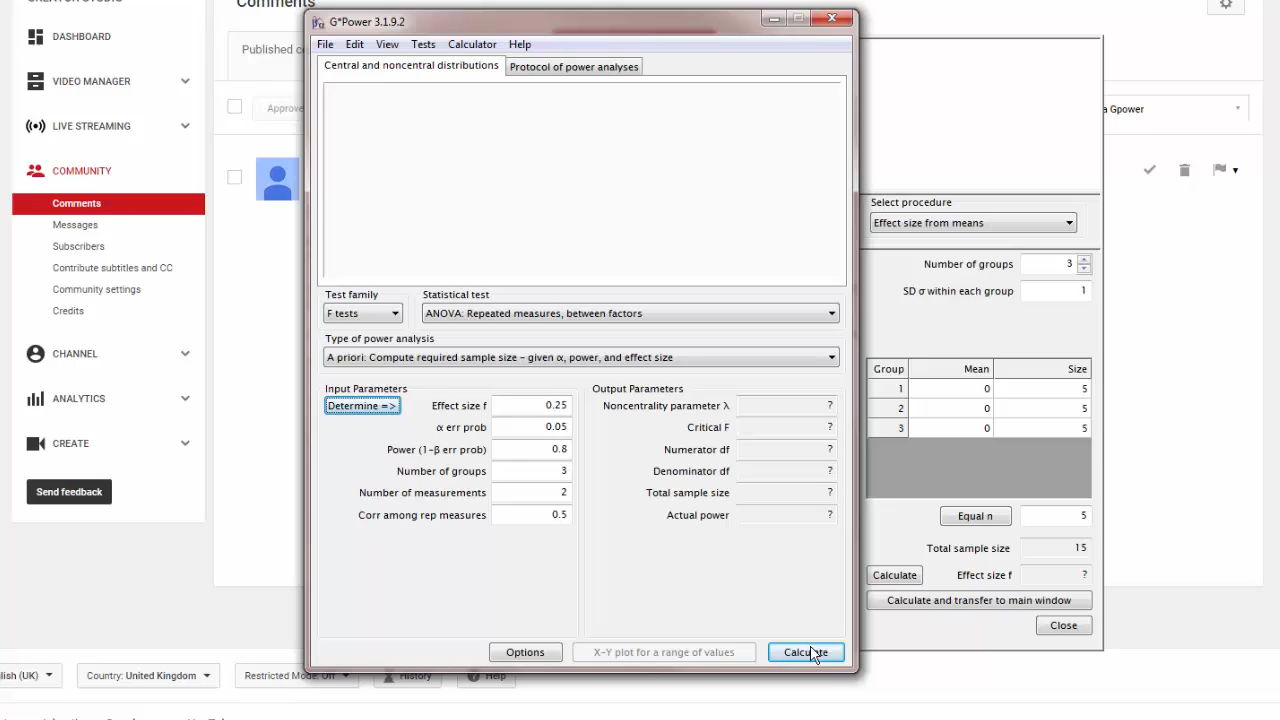 Comments
DASHBOARD
VIDEO MANAGER
LIVE STREAMING
COMMUNITY
Comments
Messages
Subscribers
Contribute subtitles and CC
Community settings
Credits
CHANNEL
ANALYTICS
CREATE
Send feedback
Published
Approve
G*Power 3.1.9.2
File Edit View Tests Calculator Help
Central and noncentral distributions Protocol of power analyses
Test family Statistical test
F tests ANOVA: Repeated measures, between factors
Type of power analysis
A priori: Compute required sample size – given α, power, and effect size
Input Parameters Output Parameters
Determine => Effect size f 0.25 Noncentrality parameter λ ?
α err prob 0.05 Critical F ?
Power (1-β err prob) 0.8 Numerator df ?
Number of groups 3 Denominator df ?
Number of measurements 2 Total sample size ?
Corr among rep measures 0.5 Actual power ?
Options X-Y plot for a range of values Calculate
a Gpower
Select procedure
Effect size from means
Number of groups 3
SD σ within each group 1
Group Mean Size
1 0 5
2 0 5
3 0 5
Equal n 5
Total sample size 15
Calculate Effect size f ?
Calculate and transfer to main window
Close
(UK) Country: United Kingdom Restricted Mode: Off History Help